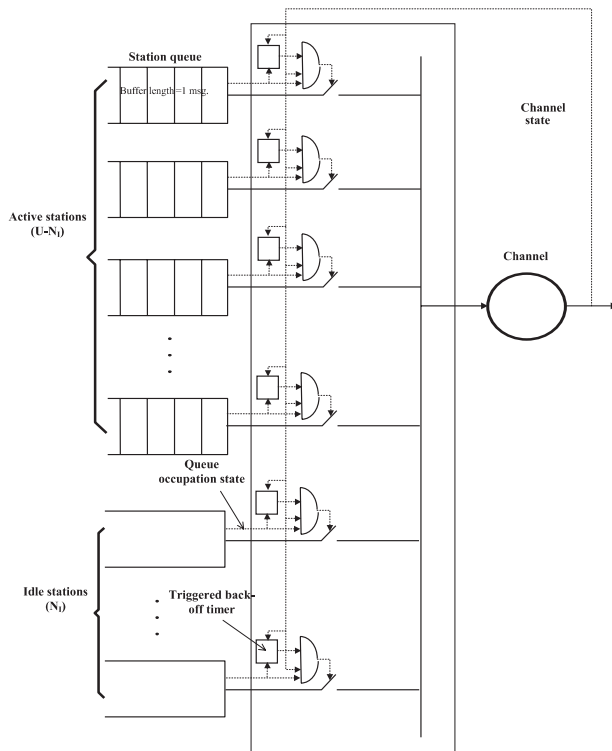 Station queue
Buffer length=1 msg.
Channel
state
Active stations
(U-NI)
Channel
Queue
occupation state
Idle stations
(NI)
Triggered back-
off timer